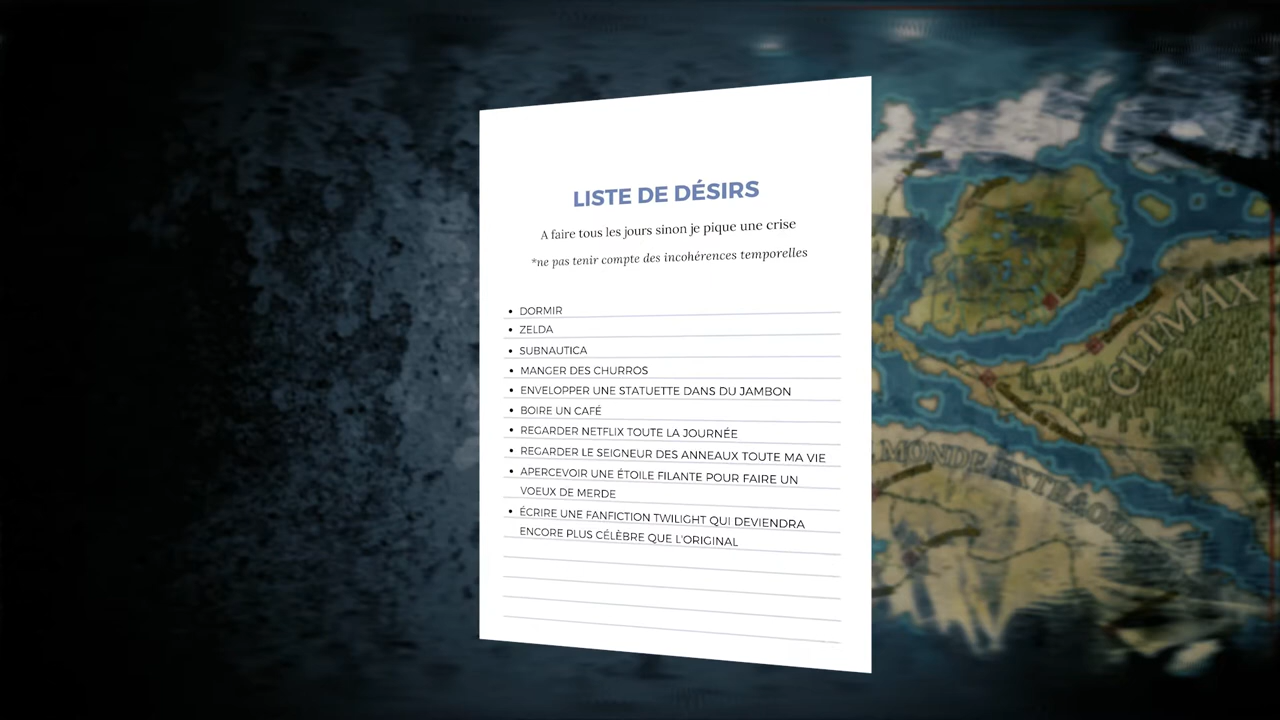 LISTE DE DÉSIRS
A faire tous les jours sinon je pique une crise
*ne pas tenir compte des incohérences temporelles
• DORMIR
• ZELDA
• SUBNAUTICA
• MANGER DES CHURROS
• ENVELOPPER UNE STATUETTE DANS DU JAMBON
• BOIRE UN CAFÉ
• REGARDER NETFLIX TOUTE LA JOURNÉE
• REGARDER LE SEIGNEUR DES ANNEAUX TOUTE MA VIE
• APERCEVOIR UNE ÉTOILE FILANTE POUR FAIRE UN
VOEUX DE MERDE
• ÉCRIRE UNE FANFICTION TWILIGHT QUI DEVIENDRA
ENCORE PLUS CÉLÈBRE QUE L'ORIGINAL
CLIMAX
MONDE